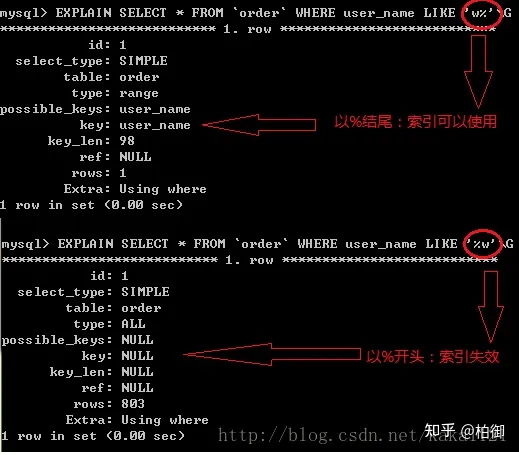 mysql> EXPLAIN SELECT * FROM `order` WHERE user_name LIKE 'w%'\G
*************************** 1. row ***************************
id: 1
select_type: SIMPLE
table: order
type: range
possible_keys: user_name
key: user_name
以%结尾：索引可以使用
key_len: 98
ref: NULL
rows: 1
Extra: Using where
1 row in set (0.00 sec)
mysql> EXPLAIN SELECT * FROM `order` WHERE user_name LIKE '%w'\G
*************************** 1. row ***************************
id: 1
select_type: SIMPLE
table: order
type: ALL
possible_keys: NULL
key: NULL
以%开头：索引失效
key_len: NULL
ref: NULL
rows: 803
Extra: Using where
1 row in set (0.00 sec)
知乎 @柏御